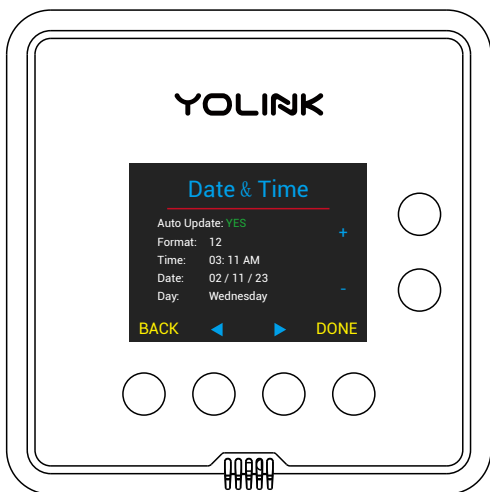 YOLINK
Date & Time
Auto Update: YES
+
Format: 12
Time: 03: 11 AM
Date: 02 / 11 / 23
-
Day: Wednesday
BACK ◀ ▶ DONE